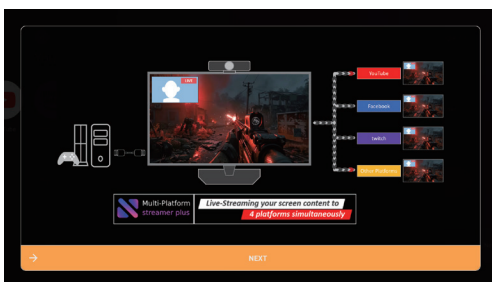 LIVE
YouTube
Facebook
twitch
Other Platforms
Multi-Platform
streamer plus
Live-Streaming your screen content to
4 platforms simultaneously
NEXT